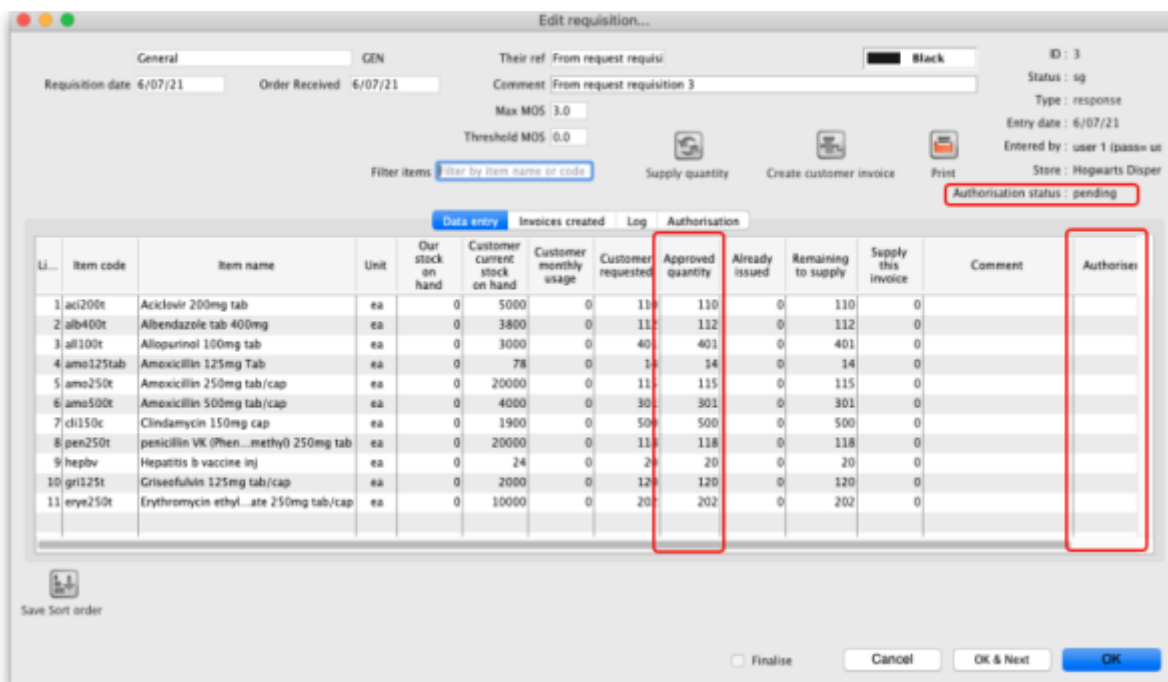 Edit requisition...
General GEN Their ref From request requisi Black ID : 3
Requisition date 6/07/21 Order Received 6/07/21 Comment From request requisition 3 Status : sg
Max MOS 3.0 Type : response
Threshold MOS 0.0 Entry date : 6/07/21
Filter items Filter by item name or code Supply quantity Create customer invoice Print Entered by : user 1 (pass= us
Store : Hogwarts Disper
Authorisation status : pending
Data entry Invoices created Log Authorisation
Li... Item code Item name Unit Our stock on hand Customer current stock on hand Customer monthly usage Customer requested Approved quantity Already issued Remaining to supply Supply this invoice Comment Authoriser
1 aci200t Aciclovir 200mg tab ea 0 5000 0 110 110 0 110 0
2 alb400t Albendazole tab 400mg ea 0 3800 0 112 112 0 112 0
3 all100t Allopurinol 100mg tab ea 0 3000 0 401 401 0 401 0
4 amo125tab Amoxicillin 125mg Tab ea 0 78 0 14 14 0 14 0
5 amo250t Amoxicillin 250mg tab/cap ea 0 20000 0 115 115 0 115 0
6 amo500t Amoxicillin 500mg tab/cap ea 0 4000 0 301 301 0 301 0
7 cli150c Clindamycin 150mg cap ea 0 1900 0 500 500 0 500 0
8 pen250t penicillin VK (Phen...methyl) 250mg tab ea 0 20000 0 118 118 0 118 0
9 hepbv Hepatitis b vaccine inj ea 0 24 0 20 20 0 20 0
10 gri125t Griseofulvin 125mg tab/cap ea 0 2000 0 120 120 0 120 0
11 erye250t Erythromycin ethyl...ate 250mg tab/cap ea 0 10000 0 202 202 0 202 0
Save Sort order
Finalise Cancel OK & Next OK